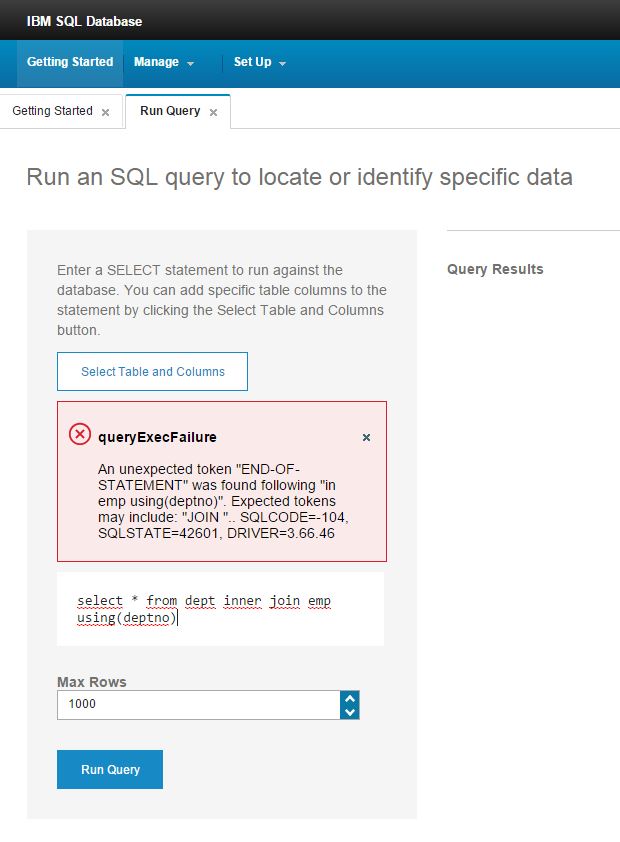 IBM SQL Database
Getting Started Manage Set Up
Getting Started × Run Query ×
Run an SQL query to locate or identify specific data
Enter a SELECT statement to run against the
database. You can add specific table columns to the
statement by clicking the Select Table and Columns
button.
Select Table and Columns
queryExecFailure ×
An unexpected token "END-OF-
STATEMENT" was found following "in
emp using(deptno)". Expected tokens
may include: "JOIN ".. SQLCODE=-104,
SQLSTATE=42601, DRIVER=3.66.46
select * from dept inner join emp
using(deptno)
Max Rows
1000
Run Query
Query Results